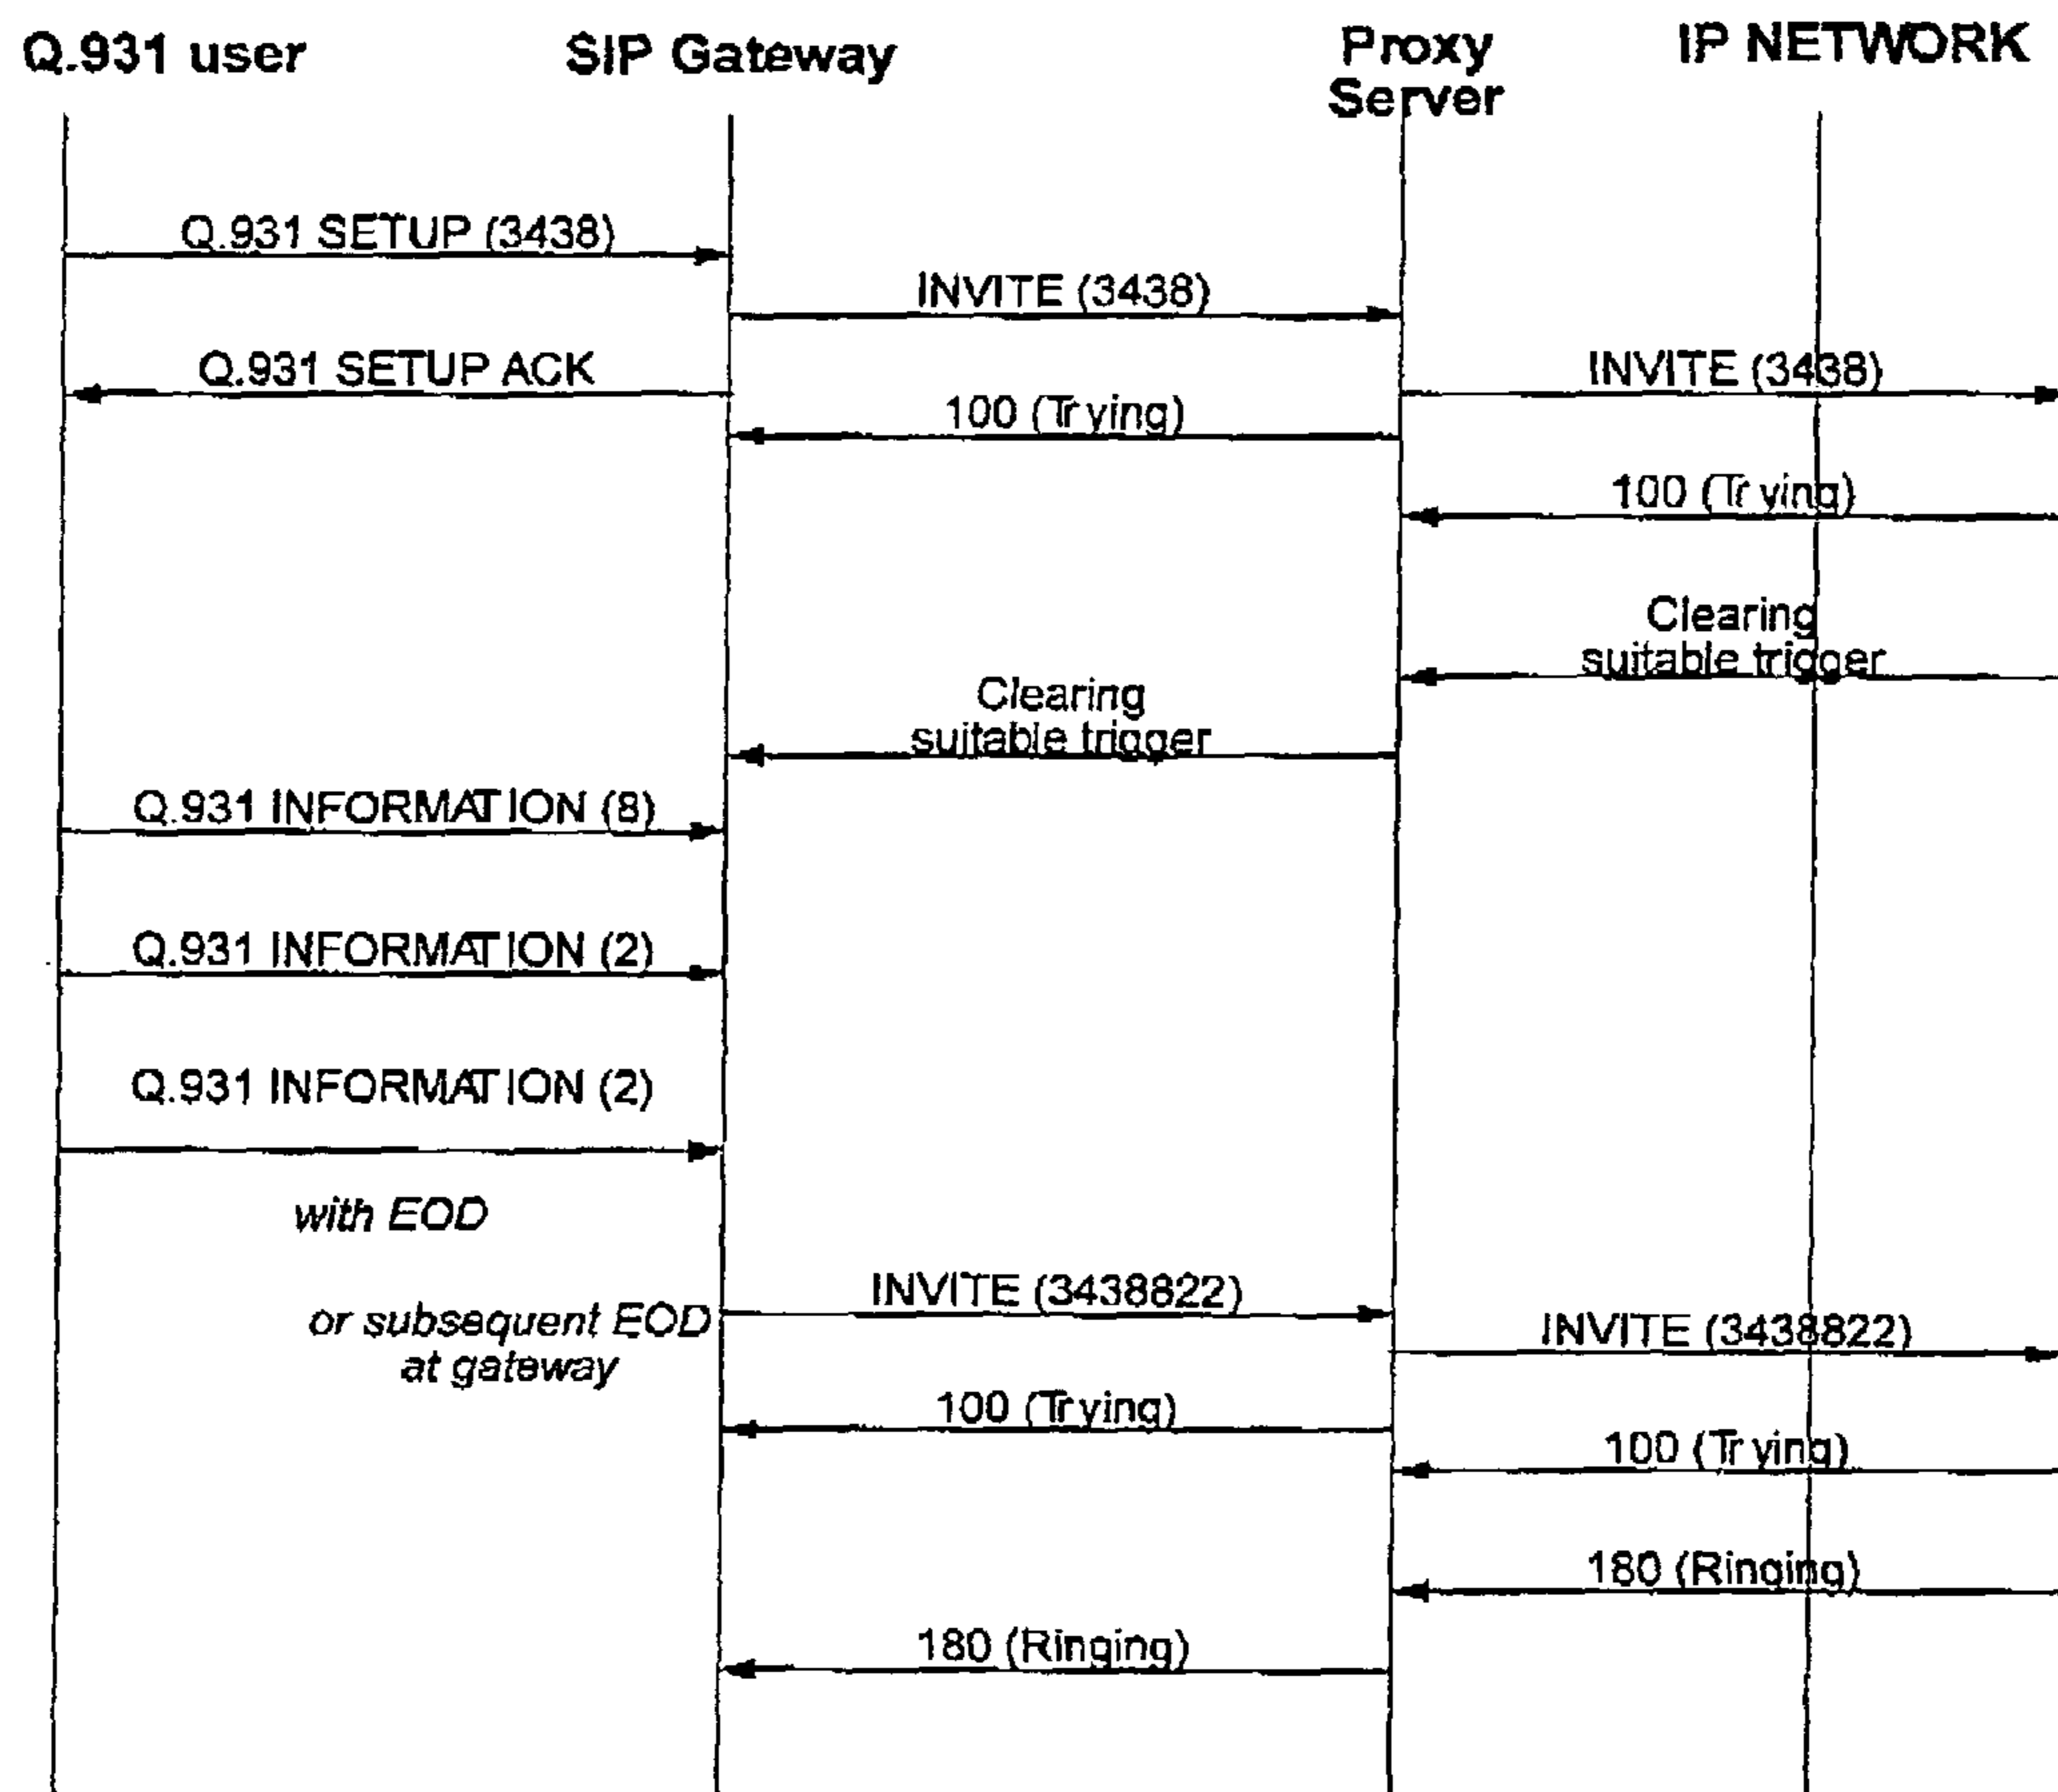 Q.931 user
SIP Gateway
Proxy
Server
IP NETWORK
Q.931 SETUP (3438)
INVITE (3438)
Q.931 SETUP ACK
INVITE (3438)
100 (Trying)
100 (Trying)
Clearing
suitable trigger
Clearing
suitable trigger
Q.931 INFORMATION (8)
Q.931 INFORMATION (2)
Q.931 INFORMATION (2)
with EOD
INVITE (3438822)
or subsequent EOD
at gateway
INVITE (3438822)
100 (Trying)
100 (Trying)
180 (Ringing)
180 (Ringing)